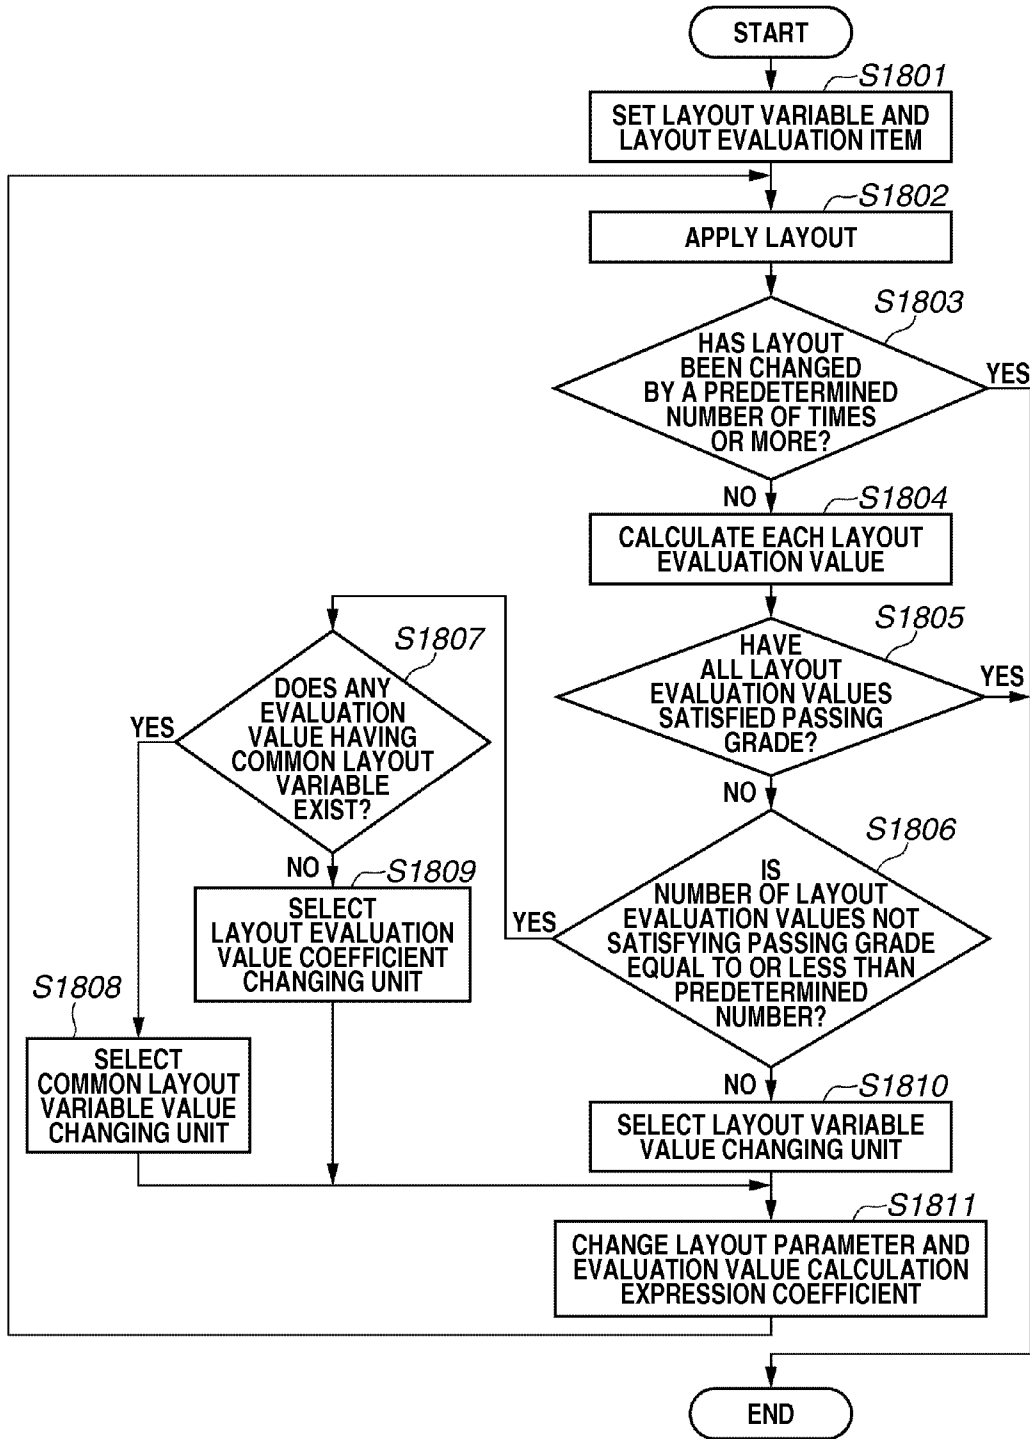 START
S1801
SET LAYOUT VARIABLE AND
LAYOUT EVALUATION ITEM
S1802
APPLY LAYOUT
S1803
HAS LAYOUT
BEEN CHANGED
BY A PREDETERMINED
NUMBER OF TIMES
OR MORE?
YES
NO
S1804
CALCULATE EACH LAYOUT
EVALUATION VALUE
S1805
HAVE
ALL LAYOUT
EVALUATION VALUES
SATISFIED PASSING
GRADE?
YES
NO
S1806
IS
NUMBER OF LAYOUT
EVALUATION VALUES NOT
SATISFYING PASSING GRADE
EQUAL TO OR LESS THAN
PREDETERMINED
NUMBER?
YES
NO
S1807
DOES ANY
EVALUATION
VALUE HAVING
COMMON LAYOUT
VARIABLE
EXIST?
YES
NO
S1809
SELECT
LAYOUT EVALUATION
VALUE COEFFICIENT
CHANGING UNIT
S1808
SELECT
COMMON LAYOUT
VARIABLE VALUE
CHANGING UNIT
S1810
SELECT LAYOUT VARIABLE
VALUE CHANGING UNIT
S1811
CHANGE LAYOUT PARAMETER AND
EVALUATION VALUE CALCULATION
EXPRESSION COEFFICIENT
END